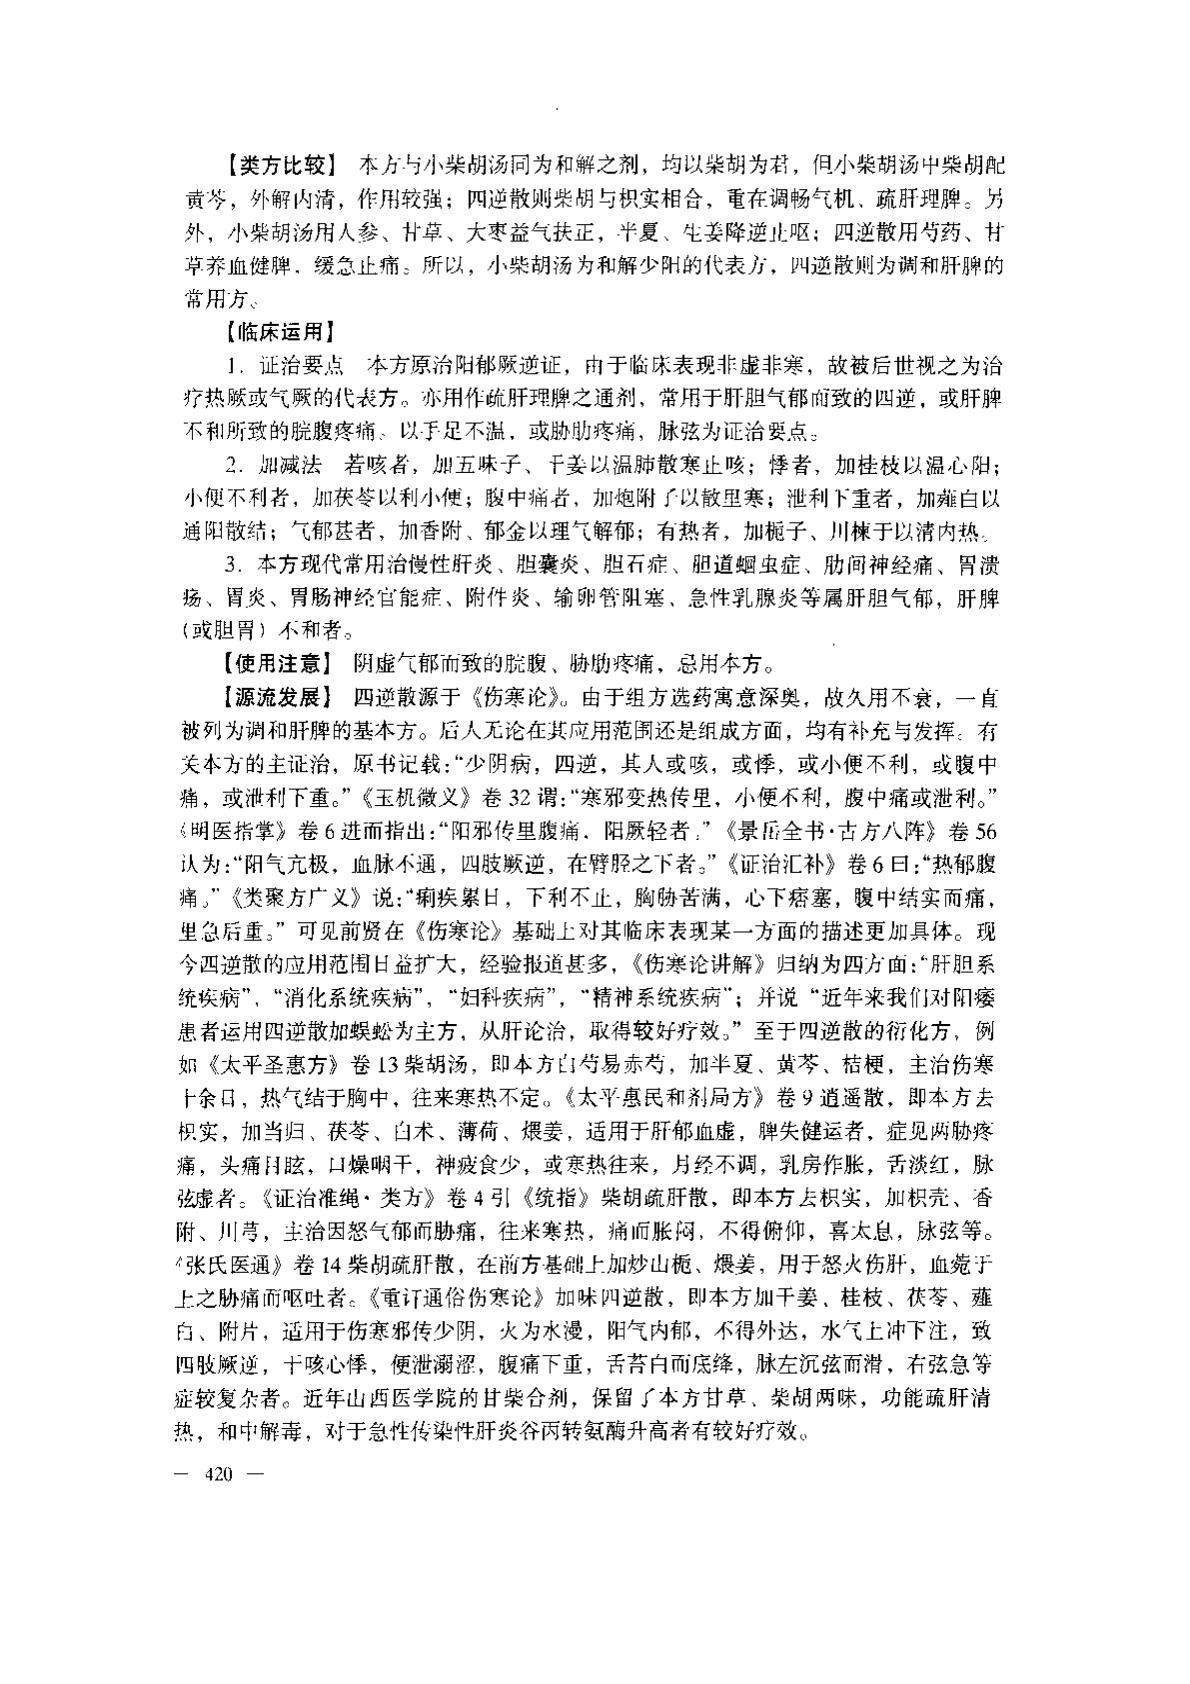 【类方比较】 本方与小柴胡汤同为和解之剂，均以柴胡为君，但小柴胡汤中柴胡配
黄芩，外解内清，作用较强；四逆散则柴胡与枳实相合，重在调畅气机、疏肝理脾。另
外，小柴胡汤用人参、甘草、大枣益气扶正，半夏、生姜降逆止呕；四逆散用芍药、甘
草养血健脾、缓急止痛。所以，小柴胡汤为和解少阳的代表方，四逆散则为调和肝脾的
常用方。
【临床运用】
1．证治要点 本方原治阳郁厥逆证，由于临床表现非虚非寒，故被后世视之为治
疗热厥或气厥的代表方。亦用作疏肝理脾之通剂，常用于肝胆气郁而致的四逆，或肝脾
不和所致的脘腹疼痛、以手足不温，或胁肋疼痛，脉弦为证治要点。
2．加减法 若咳者，加五味子、干姜以温肺散寒止咳；悸者，加桂枝以温心阳；
小便不利者，加茯苓以利小便；腹中痛者，加炮附子以散里寒；泄利下重者，加薤白以
通阳散结；气郁甚者，加香附、郁金以理气解郁；有热者，加栀子、川楝子以清内热。
3．本方现代常用治慢性肝炎、胆囊炎、胆石症、胆道蛔虫症、肋间神经痛、胃溃
疡、胃炎、胃肠神经官能症、附件炎、输卵管阻塞、急性乳腺炎等属肝胆气郁，肝脾
（或胆胃）不和者。
【使用注意】 阴虚气郁而致的脘腹、胁肋疼痛，忌用本方。
【源流发展】 四逆散源于《伤寒论》。由于组方选药寓意深奥，故久用不衰，一直
被列为调和肝脾的基本方。后人无论在其应用范围还是组成方面，均有补充与发挥。有
关本方的主证治，原书记载：“少阴病，四逆，其人或咳，或悸，或小便不利，或腹中
痛，或泄利下重。”《玉机微义》卷 32 谓：“寒邪变热传里，小便不利，腹中痛或泄利。”
《明医指掌》卷 6 进而指出：“阳邪传里腹痛，阳厥轻者。”《景岳全书·古方八阵》卷 56
认为：“阳气亢极，血脉不通，四肢厥逆，在臂胫之下者。”《证治汇补》卷 6 曰：“热郁腹
痛。”《类聚方广义》说：“痢疾累日，下利不止，胸胁苦满，心下痞塞，腹中结实而痛，
里急后重。”可见前贤在《伤寒论》基础上对其临床表现某一方面的描述更加具体。现
今四逆散的应用范围日益扩大，经验报道甚多，《伤寒论讲解》归纳为四方面：“肝胆系
统疾病”，“消化系统疾病”，“妇科疾病”，“精神系统疾病”；并说“近年来我们对阳痿
患者运用四逆散加蜈蚣为主方，从肝论治，取得较好疗效。”至于四逆散的衍化方，例
如《太平圣惠方》卷 13 柴胡汤，即本方白芍易赤芍，加半夏、黄芩、桔梗，主治伤寒
十余日，热气结于胸中，往来寒热不定。《太平惠民和剂局方》卷 9 逍遥散，即本方去
枳实，加当归、茯苓、白术、薄荷、煨姜，适用于肝郁血虚，脾失健运者，症见两胁疼
痛，头痛目眩，口燥咽干，神疲食少，或寒热往来，月经不调，乳房作胀，舌淡红，脉
弦虚者。《证治准绳·类方》卷 4 引《统指》柴胡疏肝散，即本方去枳实，加枳壳、香
附、川芎，主治因怒气郁而胁痛，往来寒热，痛而胀闷，不得俯仰，喜太息，脉弦等。
《张氏医通》卷 14 柴胡疏肝散，在前方基础上加炒山栀、煨姜，用于怒火伤肝，血菀于
上之胁痛而呕吐者。《重订通俗伤寒论》加味四逆散，即本方加干姜、桂枝、茯苓、薤
白、附片，适用于伤寒邪传少阴，火为水漫，阳气内郁，不得外达，水气上冲下注，致
四肢厥逆，干咳心悸，便泄溺涩，腹痛下重，舌苔白而底绛，脉左沉弦而滑，右弦急等
症较复杂者。近年山西医学院的甘柴合剂，保留了本方甘草、柴胡两味，功能疏肝清
热，和中解毒，对于急性传染性肝炎谷丙转氨酶升高者有较好疗效。
— 420 —